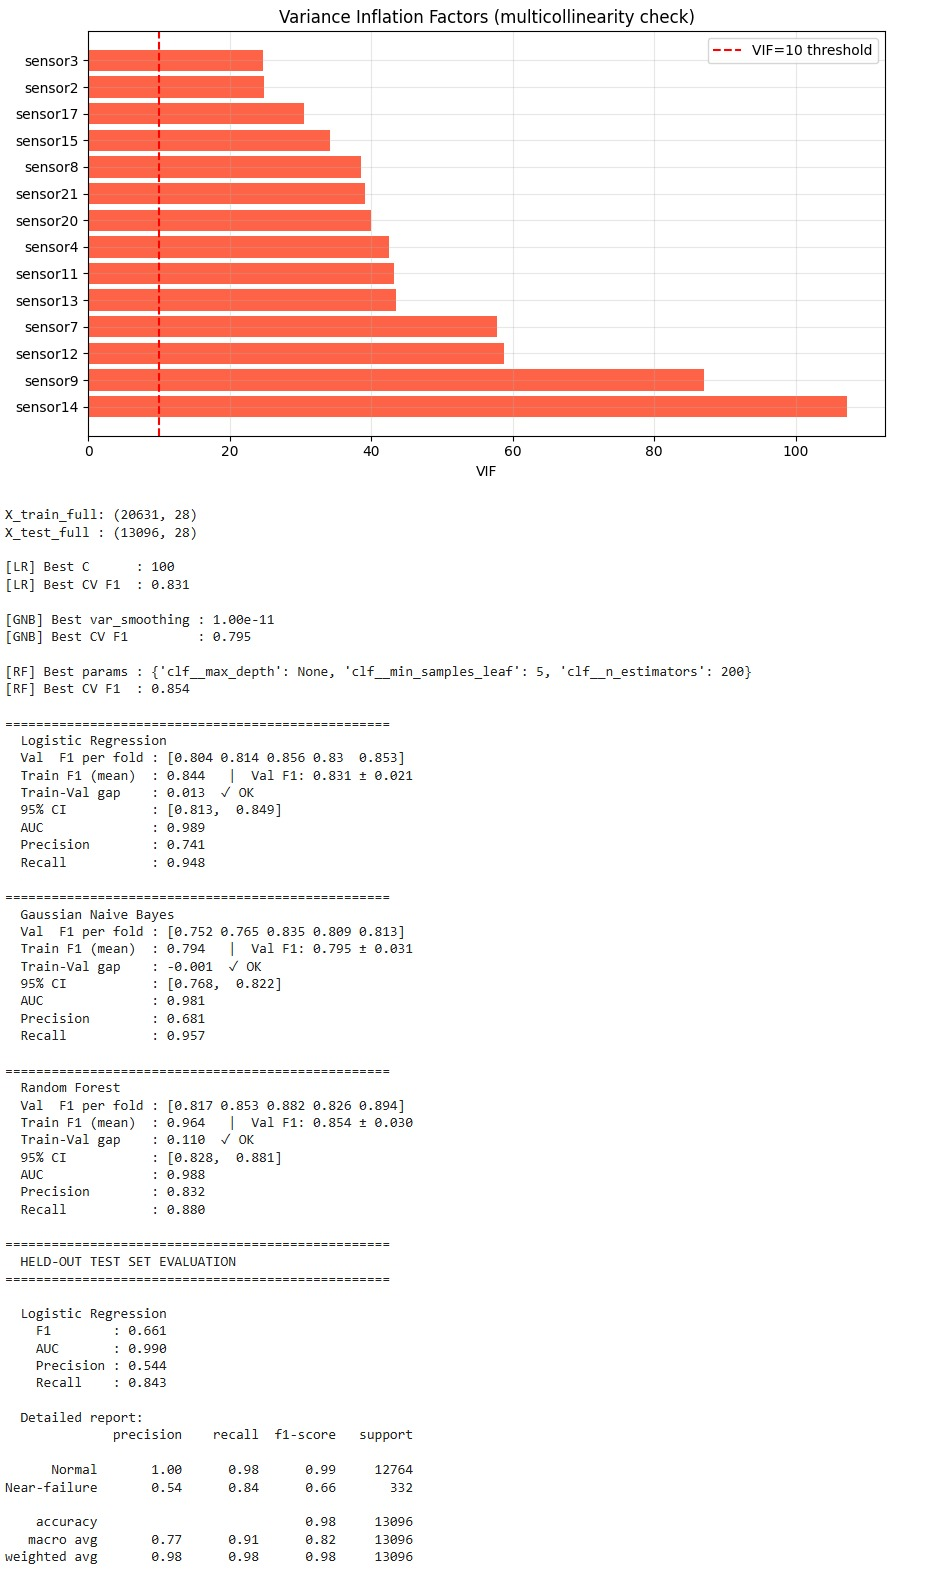 Variance Inflation Factors (multicollinearity check)
VIF=10 threshold
sensor3
sensor2
sensor17
sensor15
sensor8
sensor21
sensor20
sensor4
sensor11
sensor13
sensor7
sensor12
sensor9
sensor14
0 20 40 60 80 100
VIF
X_train_full: (20631, 28)
X_test_full : (13096, 28)
[LR] Best C      : 100
[LR] Best CV F1  : 0.831
[GNB] Best var_smoothing : 1.00e-11
[GNB] Best CV F1         : 0.795
[RF] Best params : {'clf__max_depth': None, 'clf__min_samples_leaf': 5, 'clf__n_estimators': 200}
[RF] Best CV F1  : 0.854
==================================================
Logistic Regression
Val  F1 per fold : [0.804 0.814 0.856 0.83  0.853]
Train F1 (mean)  : 0.844   |  Val F1: 0.831 ± 0.021
Train-Val gap    : 0.013  ✓ OK
95% CI           : [0.813,  0.849]
AUC              : 0.989
Precision        : 0.741
Recall           : 0.948
==================================================
Gaussian Naive Bayes
Val  F1 per fold : [0.752 0.765 0.835 0.809 0.813]
Train F1 (mean)  : 0.794   |  Val F1: 0.795 ± 0.031
Train-Val gap    : -0.001  ✓ OK
95% CI           : [0.768,  0.822]
AUC              : 0.981
Precision        : 0.681
Recall           : 0.957
==================================================
Random Forest
Val  F1 per fold : [0.817 0.853 0.882 0.826 0.894]
Train F1 (mean)  : 0.964   |  Val F1: 0.854 ± 0.030
Train-Val gap    : 0.110  ✓ OK
95% CI           : [0.828,  0.881]
AUC              : 0.988
Precision        : 0.832
Recall           : 0.880
==================================================
HELD-OUT TEST SET EVALUATION
==================================================
Logistic Regression
F1        : 0.661
AUC       : 0.990
Precision : 0.544
Recall    : 0.843
Detailed report:
precision    recall  f1-score   support
Normal       1.00      0.98      0.99     12764
Near-failure       0.54      0.84      0.66       332
accuracy                           0.98     13096
macro avg       0.77      0.91      0.82     13096
weighted avg       0.98      0.98      0.98     13096